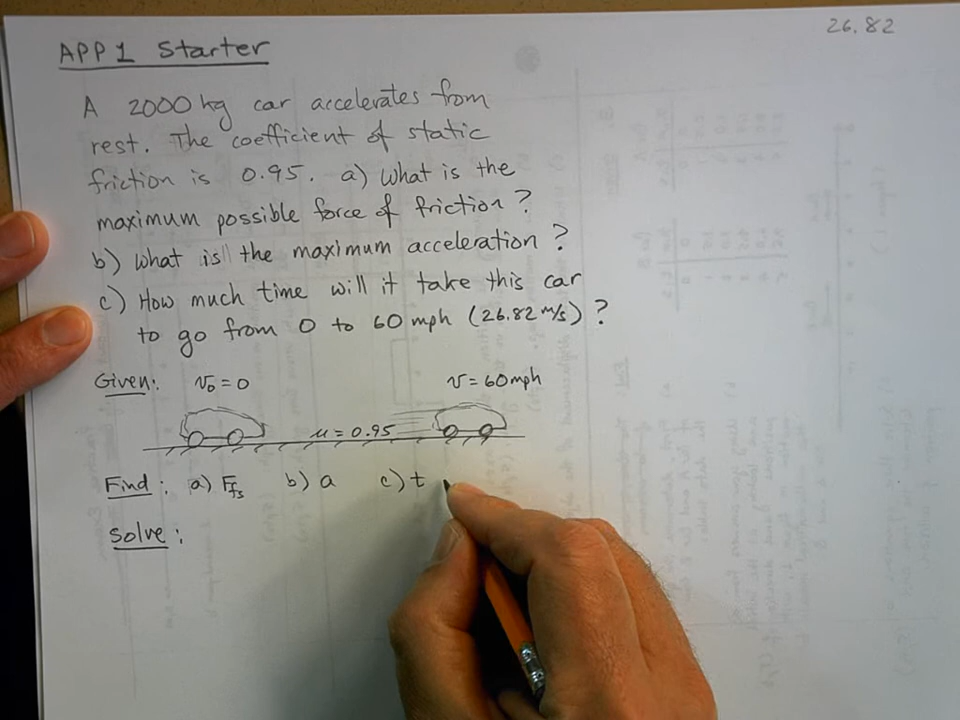 26.82
APP 1 Starter
A 2000 kg car accelerates from
rest. The coefficient of static
friction is 0.95. a) What is the
maximum possible force of friction?
b) What is the maximum acceleration?
c) How much time will it take this car
to go from 0 to 60 mph (26.82 m/s)?
Given: v₀ = 0 v = 60 mph
μ = 0.95
Find: a) Ffs b) a c) t
Solve: